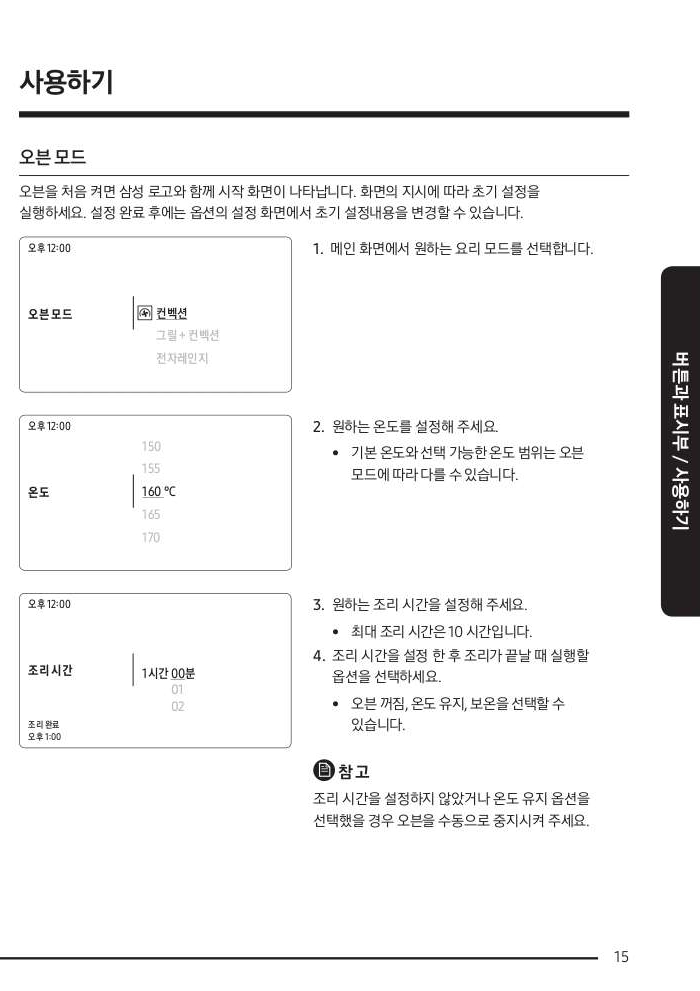 사용하기
오븐 모드
오븐을 처음 켜면 삼성 로고와 함께 시작 화면이 나타납니다. 화면의 지시에 따라 초기 설정을
실행하세요. 설정 완료 후에는 옵션의 설정 화면에서 초기 설정내용을 변경할 수 있습니다.
오후 12:00
오븐 모드
컨벡션
그릴 + 컨벡션
전자레인지
1. 메인 화면에서 원하는 요리 모드를 선택합니다.
오후 12:00
150
155
온도
160 ℃
165
170
2. 원하는 온도를 설정해 주세요.
• 기본 온도와 선택 가능한 온도 범위는 오븐
모드에 따라 다를 수 있습니다.
오후 12:00
조리 시간
1시간 00분
01
02
조리 완료
오후 1:00
3. 원하는 조리 시간을 설정해 주세요.
• 최대 조리 시간은 10 시간입니다.
4. 조리 시간을 설정 한 후 조리가 끝날 때 실행할
옵션을 선택하세요.
• 오븐 꺼짐, 온도 유지, 보온을 선택할 수
있습니다.
참고
조리 시간을 설정하지 않았거나 온도 유지 옵션을
선택했을 경우 오븐을 수동으로 중지시켜 주세요.
버튼과 표시부 / 사용하기
15